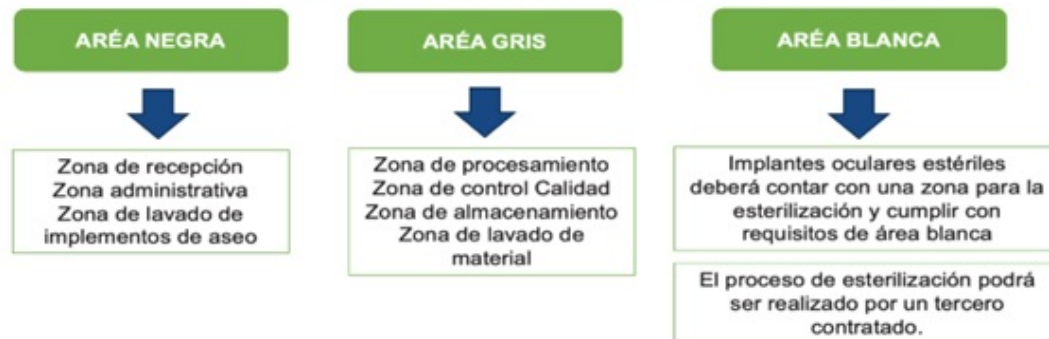 ARÉA NEGRA
Zona de recepción
Zona administrativa
Zona de lavado de
implementos de aseo
ARÉA GRIS
Zona de procesamiento
Zona de control Calidad
Zona de almacenamiento
Zona de lavado de
material
ARÉA BLANCA
Implantes oculares estériles
deberá contar con una zona para la
esterilización y cumplir con
requisitos de área blanca
El proceso de esterilización podrá
ser realizado por un tercero
contratado.